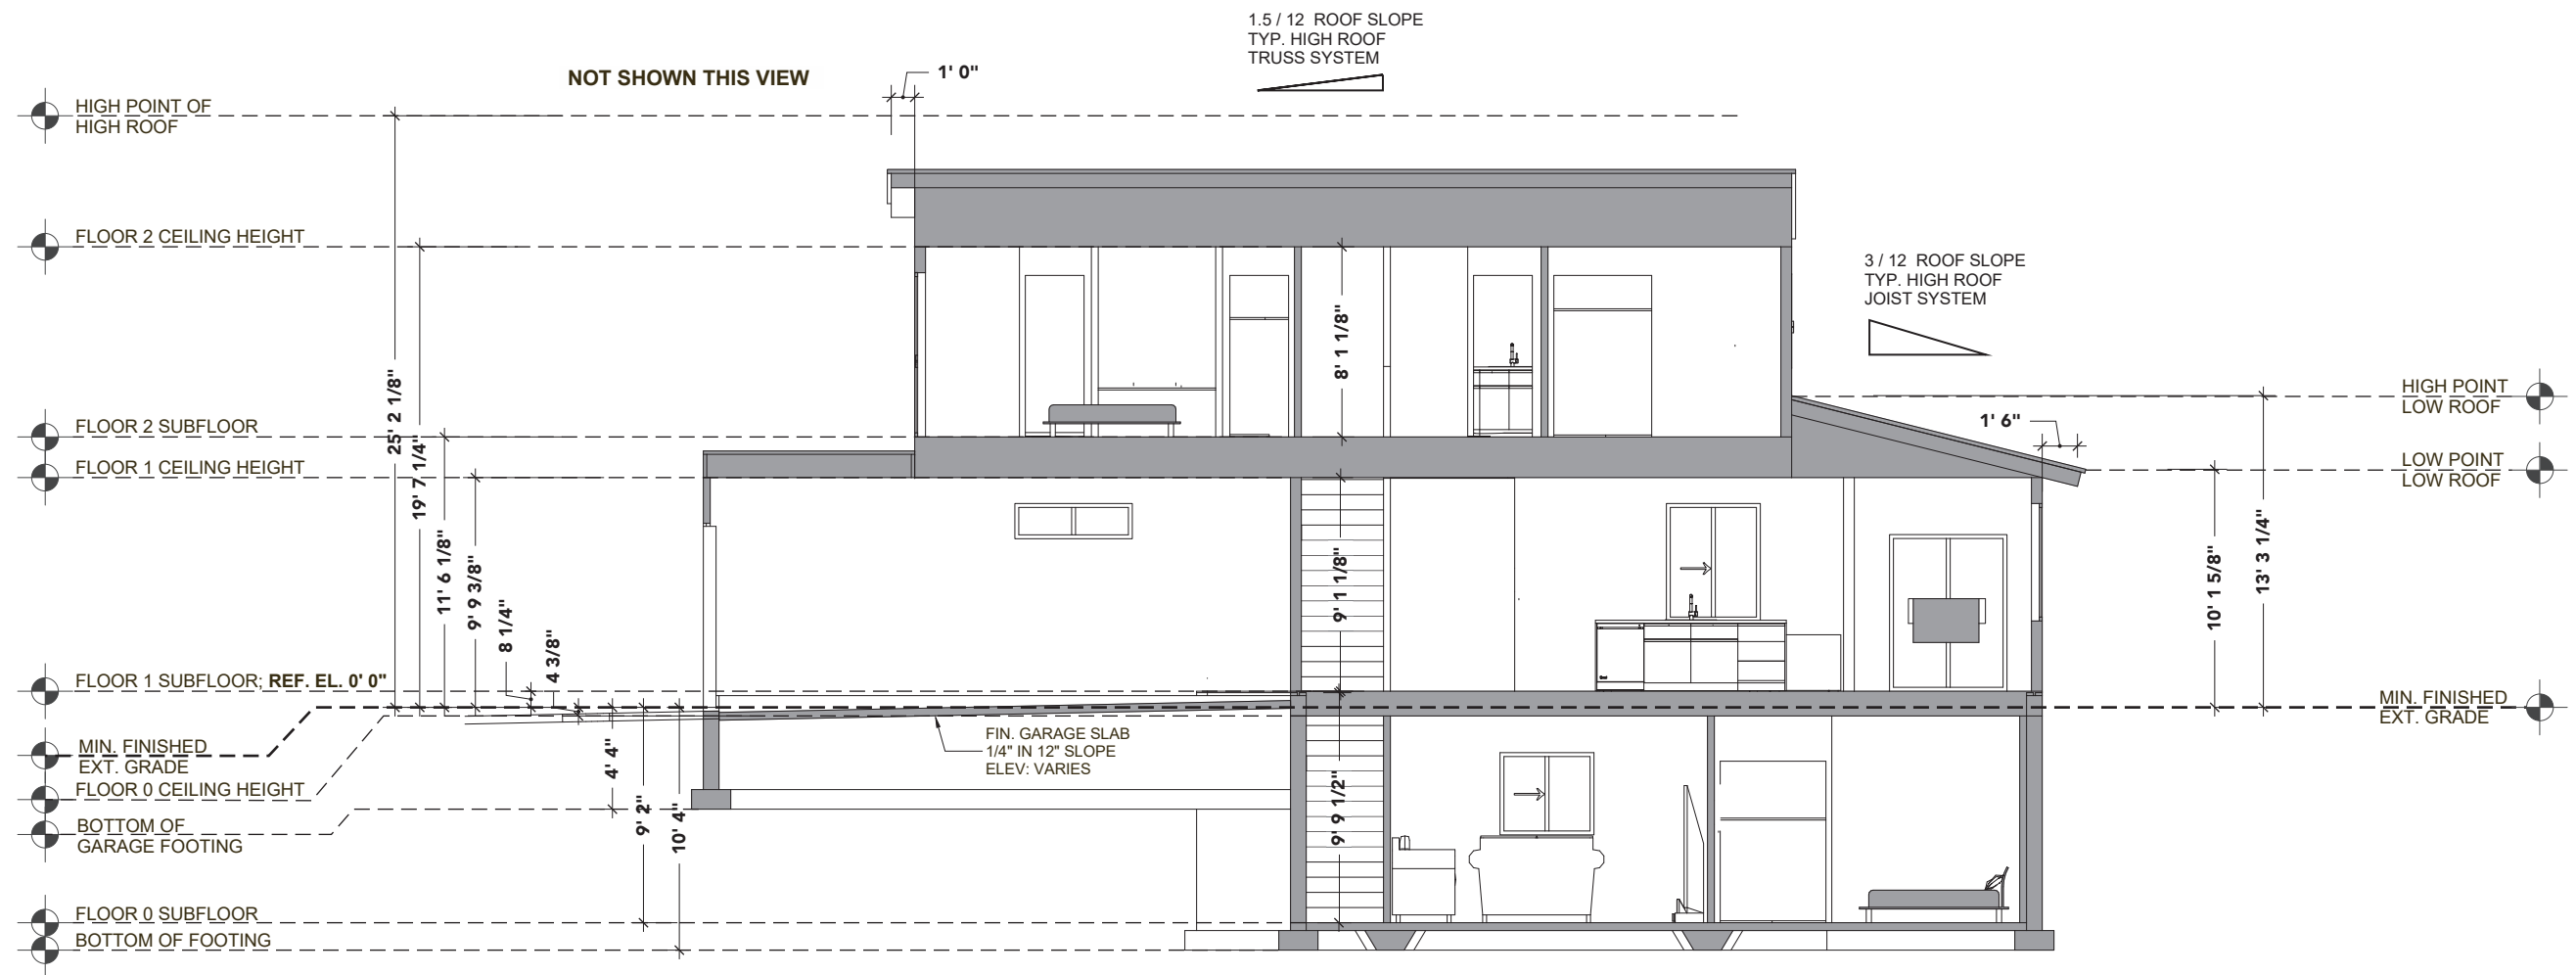 1.5 / 12 ROOF SLOPE
TYP. HIGH ROOF
TRUSS SYSTEM
NOT SHOWN THIS VIEW
1' 0"
HIGH POINT OF
HIGH ROOF
FLOOR 2 CEILING HEIGHT
3 / 12 ROOF SLOPE
TYP. HIGH ROOF
JOIST SYSTEM
8' 1 1/8"
HIGH POINT
LOW ROOF
1' 6"
25' 2 1/8"
19' 7 1/4"
FLOOR 2 SUBFLOOR
FLOOR 1 CEILING HEIGHT
LOW POINT
LOW ROOF
11' 6 1/8"
9' 9 3/8"
8 1/4"
4 3/8"
9' 1 1/8"
10' 1 5/8"
13' 3 1/4"
FLOOR 1 SUBFLOOR; REF. EL. 0' 0"
MIN. FINISHED
EXT. GRADE
MIN. FINISHED
EXT. GRADE
FIN. GARAGE SLAB
1/4" IN 12" SLOPE
ELEV: VARIES
FLOOR 0 CEILING HEIGHT
BOTTOM OF
GARAGE FOOTING
4' 4"
9' 2"
10' 4"
9' 9 1/2"
FLOOR 0 SUBFLOOR
BOTTOM OF FOOTING